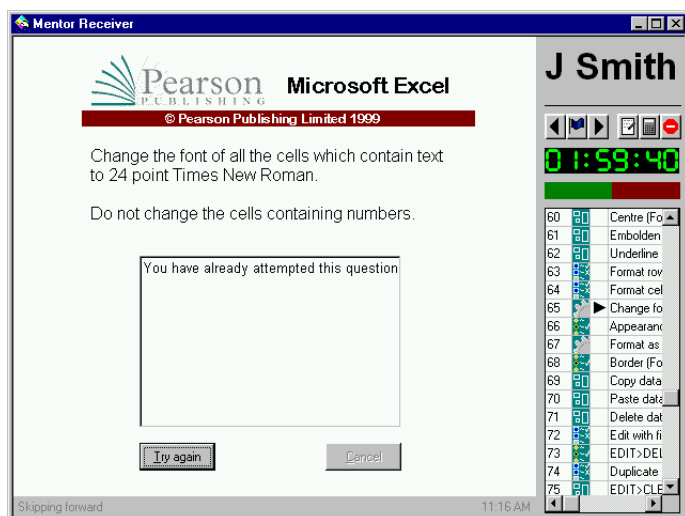 Mentor Receiver
Pearson
PUBLISHING
Microsoft Excel
© Pearson Publishing Limited 1999
Change the font of all the cells which contain text
to 24 point Times New Roman.
Do not change the cells containing numbers.
You have already attempted this question
Try again
Cancel
Skipping forward
11:16 AM
J Smith
01:59:40
60 Centre (Fo
61 Embolden
62 Underline
63 Format row
64 Format cel
65 Change fo
66 Appearanc
67 Format as
68 Border (Fo
69 Copy data
70 Paste data
71 Delete dat
72 Edit with fi
73 EDIT>DEL
74 Duplicate
75 EDIT>CLE